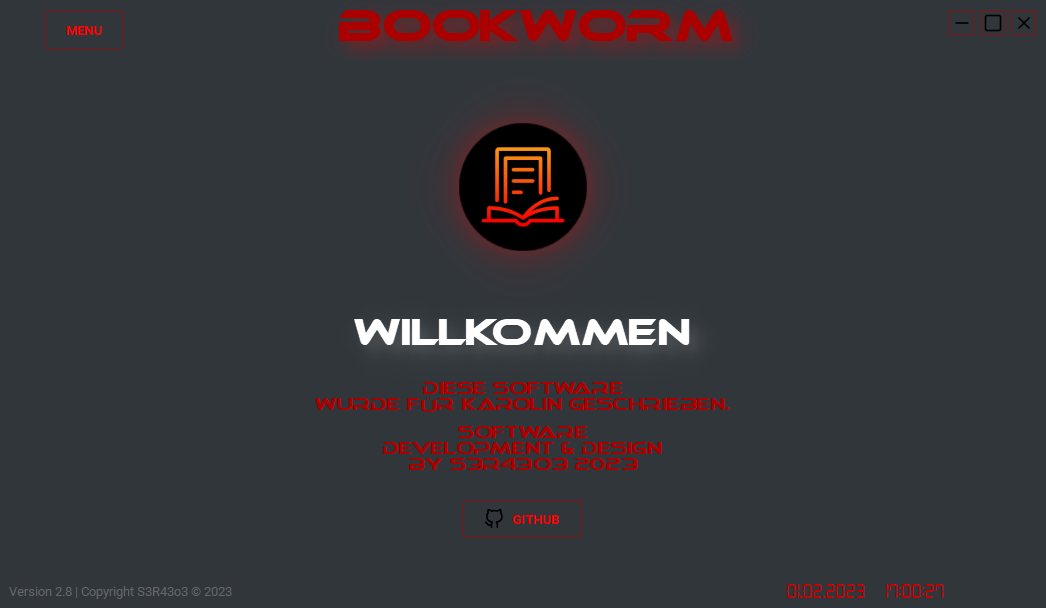 MENU
BOOKWORM
WILLKOMMEN
DIESE SOFTWARE
WURDE FÜR KAROLIN GESCHRIEBEN.
SOFTWARE
DEVELOPMENT & DESIGN
BY S3R43O3 2023
GITHUB
Version 2.8 | Copyright S3R43o3 © 2023
01.02.2023 17:00:27